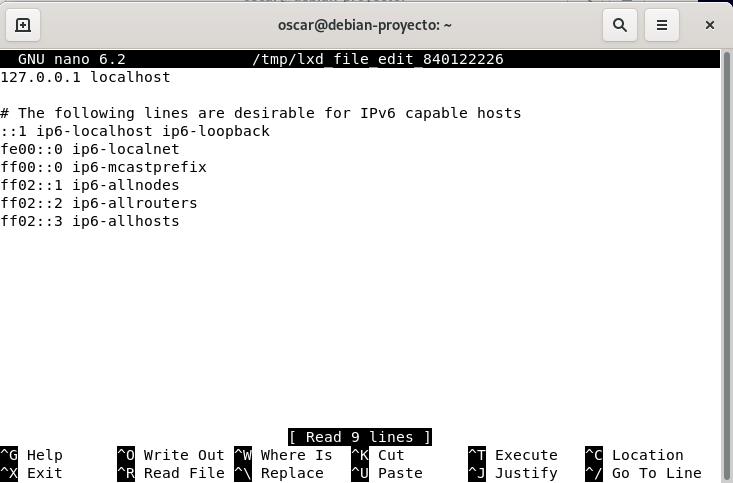 oscar@debian-proyecto: ~
GNU nano 6.2 /tmp/lxd_file_edit_840122226
127.0.0.1 localhost
# The following lines are desirable for IPv6 capable hosts
::1 ip6-localhost ip6-loopback
fe00::0 ip6-localnet
ff00::0 ip6-mcastprefix
ff02::1 ip6-allnodes
ff02::2 ip6-allrouters
ff02::3 ip6-allhosts
[ Read 9 lines ]
^G Help ^O Write Out ^W Where Is ^K Cut ^T Execute ^C Location
^X Exit ^R Read File ^\ Replace ^U Paste ^J Justify ^/ Go To Line